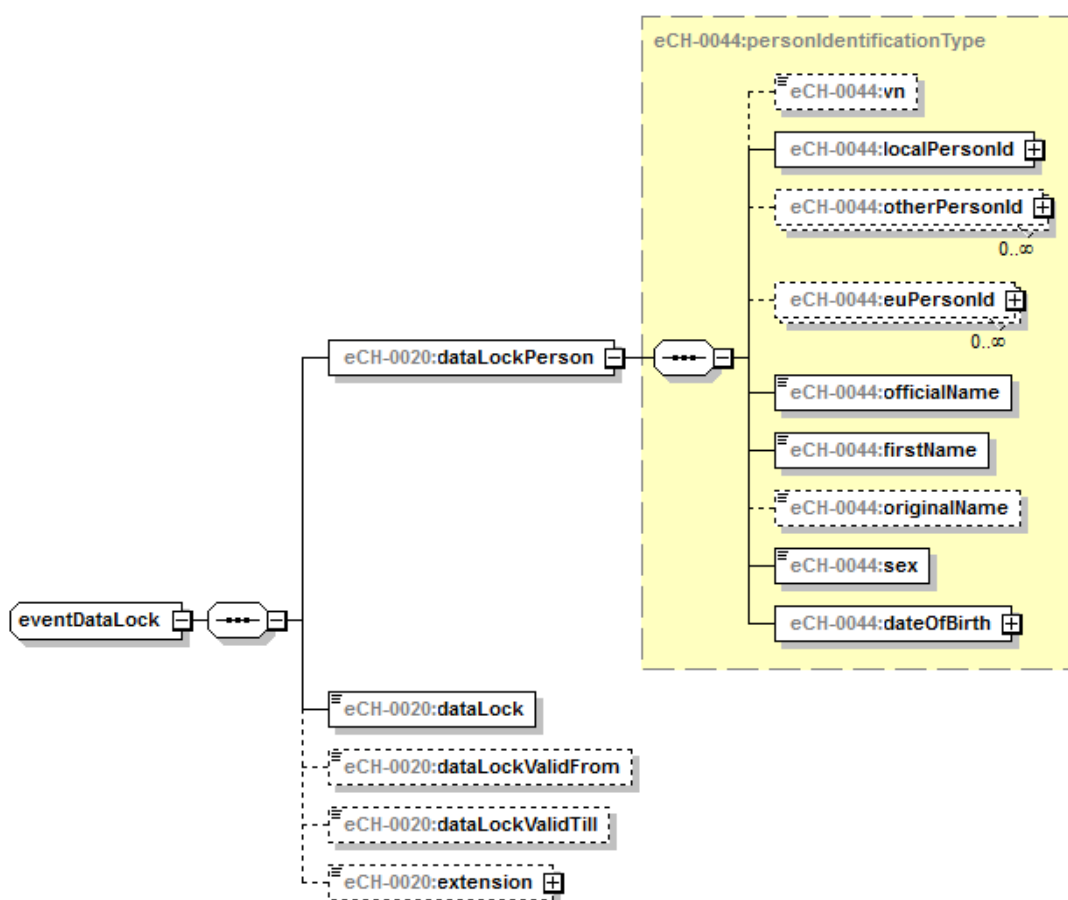 eCH-0044:personIdentificationType
eCH-0044:vn
eCH-0044:localPersonId
eCH-0044:otherPersonId
0..∞
eCH-0044:euPersonId
0..∞
eCH-0020:dataLockPerson
eCH-0044:officialName
eCH-0044:firstName
eCH-0044:originalName
eCH-0044:sex
eventDataLock
eCH-0044:dateOfBirth
eCH-0020:dataLock
eCH-0020:dataLockValidFrom
eCH-0020:dataLockValidTill
eCH-0020:extension